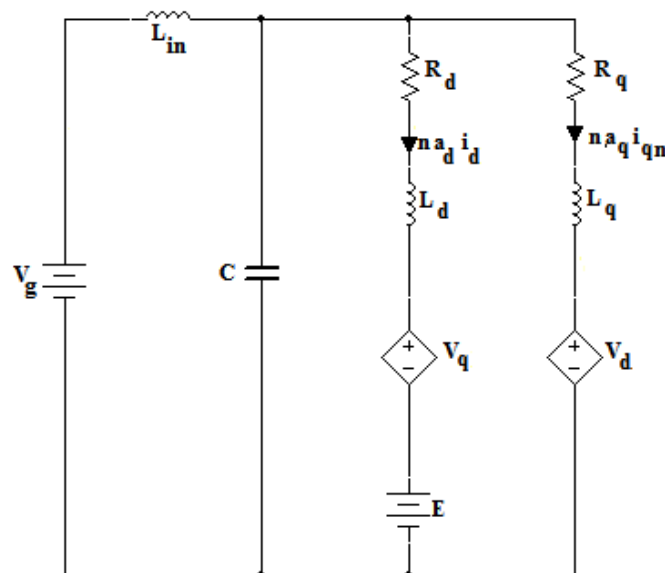 L_in
R_d
R_q
n a_d i_d
n a_q i_qn
L_d
L_q
V_g
C
V_q
V_d
E